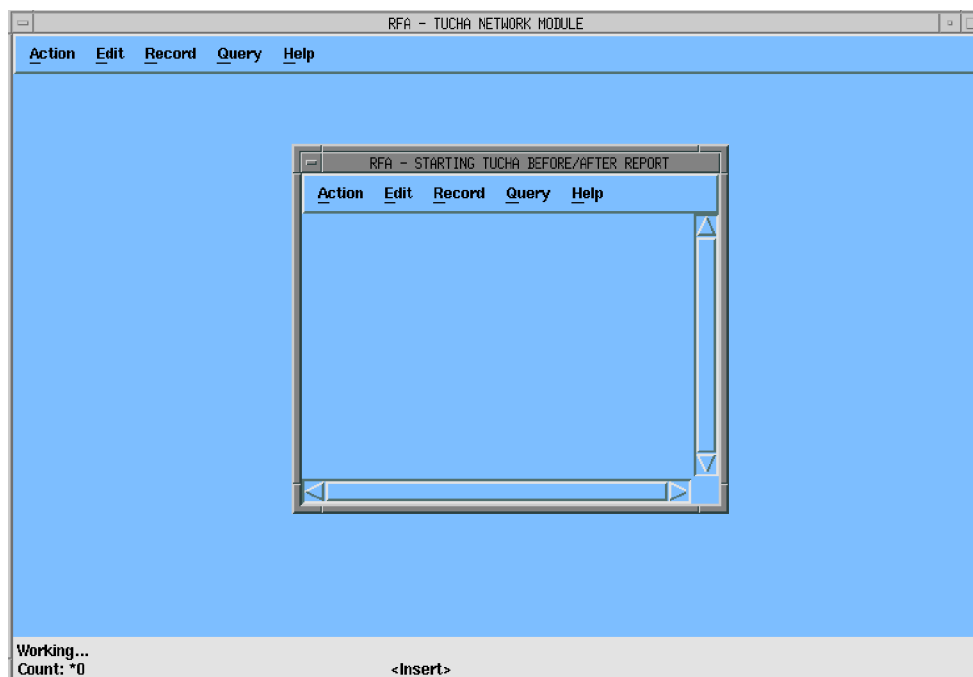 RFA - TUCHA NETWORK MODULE
Action Edit Record Query Help
RFA - STARTING TUCHA BEFORE/AFTER REPORT
Action Edit Record Query Help
Working...
Count: *0 <Insert>